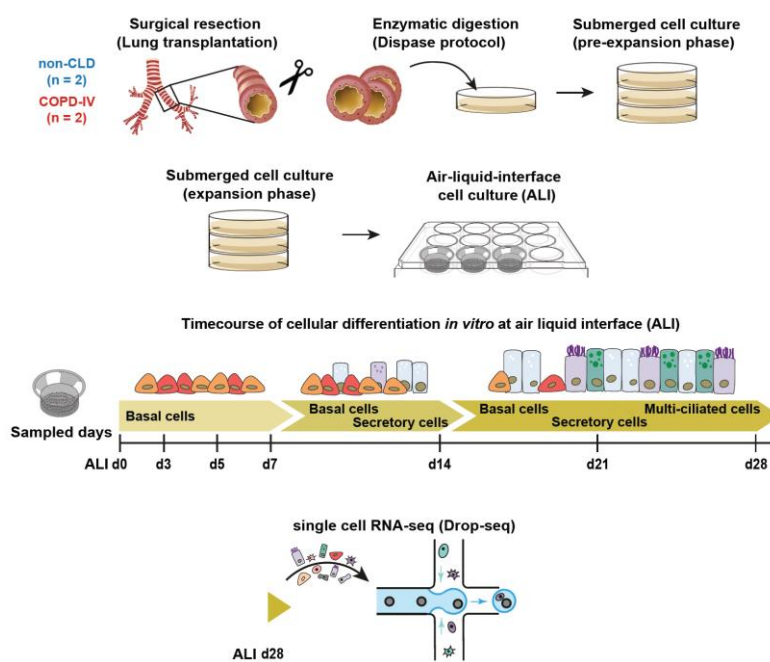 Surgical resection
(Lung transplantation)
Enzymatic digestion
(Dispase protocol)
Submerged cell culture
(pre-expansion phase)
non-CLD
(n = 2)
COPD-IV
(n = 2)
Submerged cell culture
(expansion phase)
Air-liquid-interface
cell culture (ALI)
Timecourse of cellular differentiation in vitro at air liquid interface (ALI)
Basal cells
Basal cells
Secretory cells
Basal cells
Secretory cells
Multi-ciliated cells
Sampled days
ALI d0 d3 d5 d7 d14 d21 d28
single cell RNA-seq (Drop-seq)
ALI d28